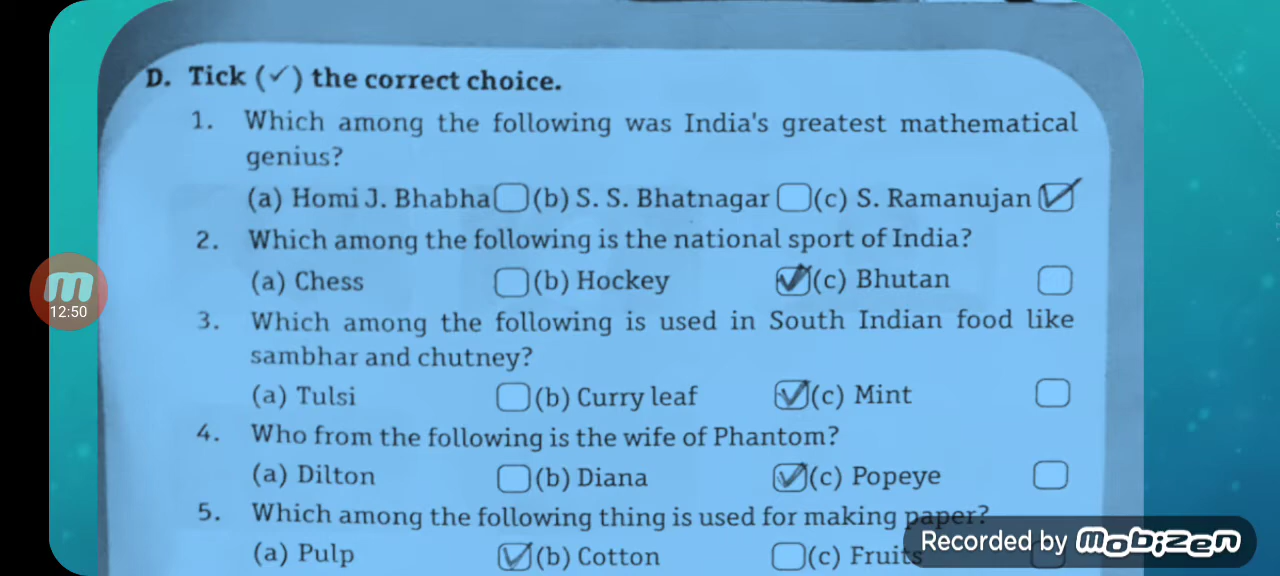 D. Tick (✓) the correct choice.
1. Which among the following was India's greatest mathematical
genius?
(a) Homi J. Bhabha (b) S. S. Bhatnagar (c) S. Ramanujan ✓
2. Which among the following is the national sport of India?
(a) Chess (b) Hockey ✓ (c) Bhutan
3. Which among the following is used in South Indian food like
sambhar and chutney?
(a) Tulsi (b) Curry leaf ✓ (c) Mint
4. Who from the following is the wife of Phantom?
(a) Dilton (b) Diana ✓ (c) Popeye
5. Which among the following thing is used for making paper?
(a) Pulp ✓ (b) Cotton (c) Fruits
m
12:50
Recorded by Mobizen